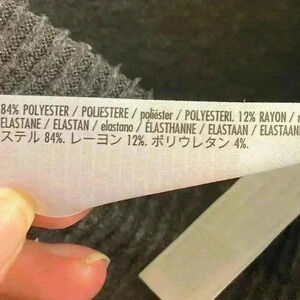 84% POLYESTER / POLIESTERE / poliéster / POLYESTERI. 12% RAYON /
ELASTANE / ELASTAN / elastano / ÉLASTHANNE / ELASTAAN / ELASTAAN
ステル 84%. レーヨン 12%. ポリウレタン 4%.